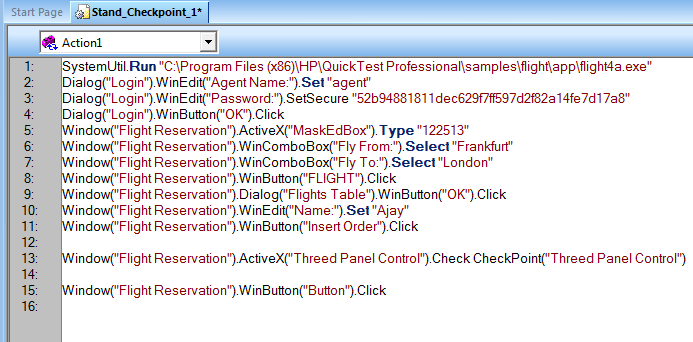 Start Page Stand_Checkpoint_1*
Action1
1: SystemUtil.Run "C:\Program Files (x86)\HP\QuickTest Professional\samples\flight\app\flight4a.exe"
2: Dialog("Login").WinEdit("Agent Name:").Set "agent"
3: Dialog("Login").WinEdit("Password:").SetSecure "52b94881811dec629f7ff597d2f82a14fe7d17a8"
4: Dialog("Login").WinButton("OK").Click
5: Window("Flight Reservation").ActiveX("MaskEdBox").Type "122513"
6: Window("Flight Reservation").WinComboBox("Fly From:").Select "Frankfurt"
7: Window("Flight Reservation").WinComboBox("Fly To:").Select "London"
8: Window("Flight Reservation").WinButton("FLIGHT").Click
9: Window("Flight Reservation").Dialog("Flights Table").WinButton("OK").Click
10: Window("Flight Reservation").WinEdit("Name:").Set "Ajay"
11: Window("Flight Reservation").WinButton("Insert Order").Click
12:
13: Window("Flight Reservation").ActiveX("Threed Panel Control").Check CheckPoint("Threed Panel Control")
14:
15: Window("Flight Reservation").WinButton("Button").Click
16: